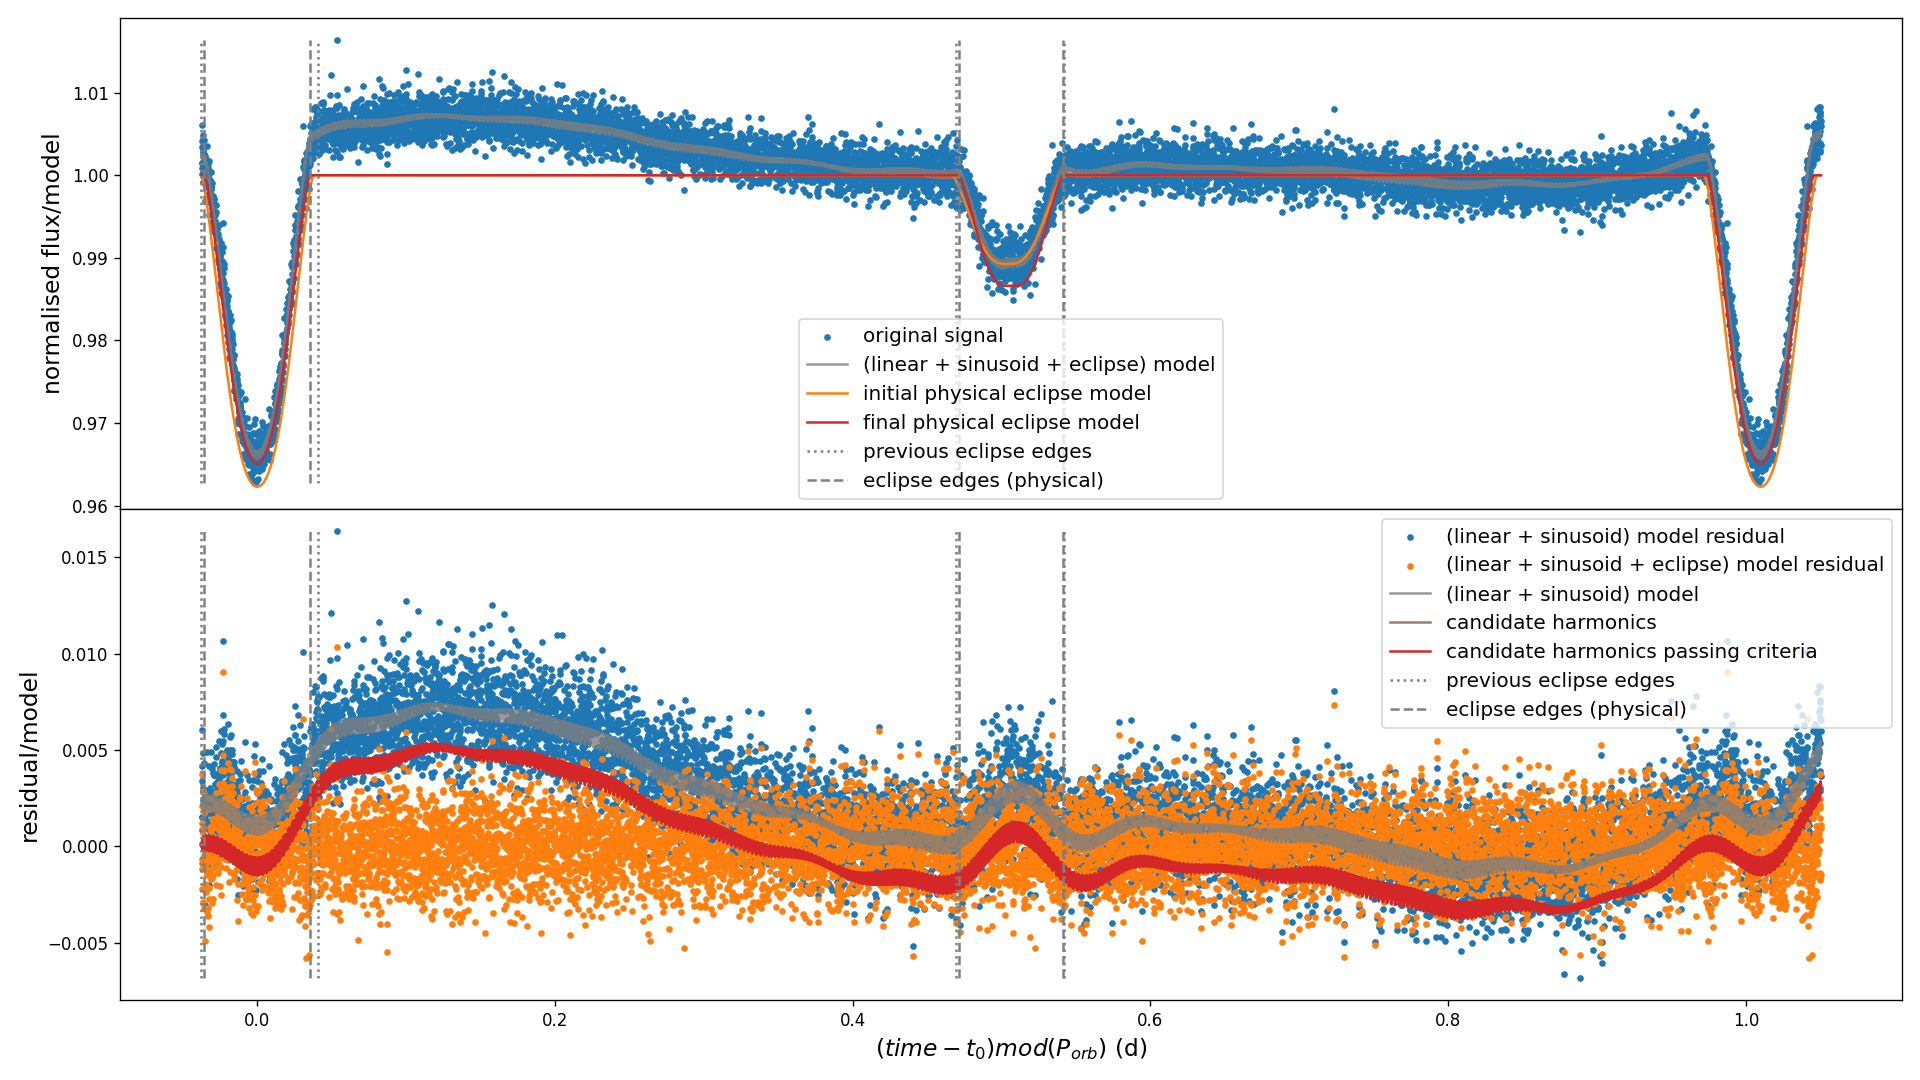 normalised flux/model
1.01
1.00
0.99
0.98
0.97
0.96
original signal
(linear + sinusoid + eclipse) model
initial physical eclipse model
final physical eclipse model
previous eclipse edges
eclipse edges (physical)
residual/model
0.015
0.010
0.005
0.000
−0.005
(linear + sinusoid) model residual
(linear + sinusoid + eclipse) model residual
(linear + sinusoid) model
candidate harmonics
candidate harmonics passing criteria
previous eclipse edges
eclipse edges (physical)
0.0 0.2 0.4 0.6 0.8 1.0
(time − t₀)mod(P_orb) (d)